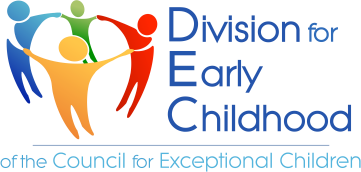 Division for
Early
Childhood
of the Council for Exceptional Children